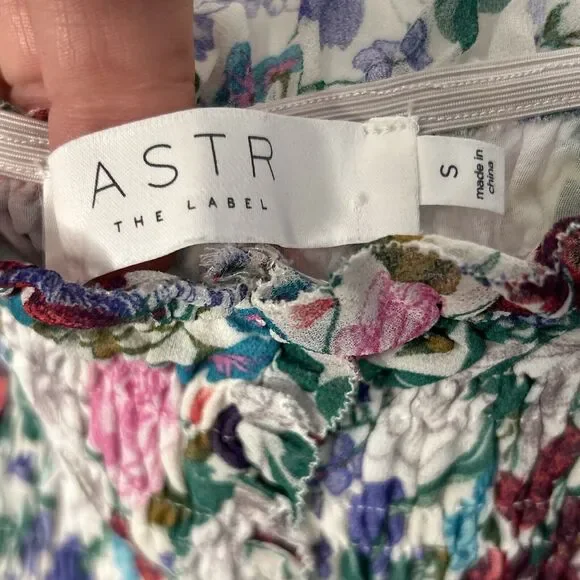 ASTR
THE LABEL
S
made in
china